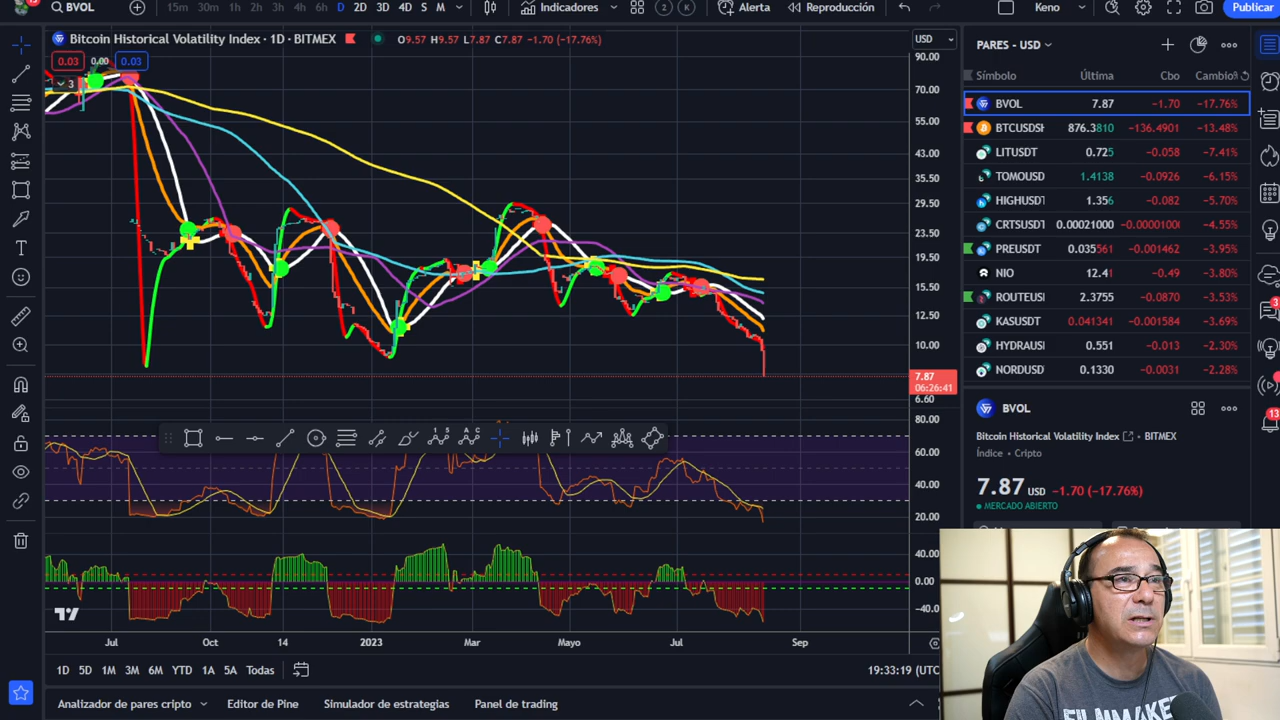 BVOL
15m 30m 1h 2h 3h 4h 6h D 2D 3D 4D S M
Indicadores
2
K
Alerta
Reproducción
Keno
Publicar
Bitcoin Historical Volatility Index · 1D · BITMEX
O9.57 H9.57 L7.87 C7.87 −1.70 (−17.76%)
0.03 0.00 0.03
3
USD
90.00
70.00
55.00
43.00
35.50
29.50
23.50
19.50
15.50
12.50
10.00
7.87
06:26:41
6.60
80.00
60.00
40.00
20.00
40.00
0.00
-40.0
Jul Oct 14 2023 Mar Mayo Jul Sep
1D 5D 1M 3M 6M YTD 1A 5A Todas
19:33:19 (UTC
Analizador de pares cripto
Editor de Pine
Simulador de estrategias
Panel de trading
PARES - USD
Símbolo Última Cbo Cambio%
BVOL 7.87 −1.70 −17.76%
BTCUSDSH 876.3810 −136.4901 −13.48%
LITUSDT 0.725 −0.058 −7.41%
TOMOUSD 1.4138 −0.0926 −6.15%
HIGHUSDT 1.356 −0.082 −5.70%
CRTSUSDT 0.00021000 −0.0000100 −4.55%
PREUSDT 0.035561 −0.001462 −3.95%
NIO 12.41 −0.49 −3.80%
ROUTEUSI 2.3755 −0.0870 −3.53%
KASUSDT 0.041341 −0.001584 −3.69%
HYDRAUSI 0.551 −0.013 −2.30%
NORDUSD 0.1330 −0.0031 −2.28%
BVOL
Bitcoin Historical Volatility Index · BITMEX
Índice · Cripto
7.87 USD −1.70 (−17.76%)
MERCADO ABIERTO
3
13
FILMMAKER